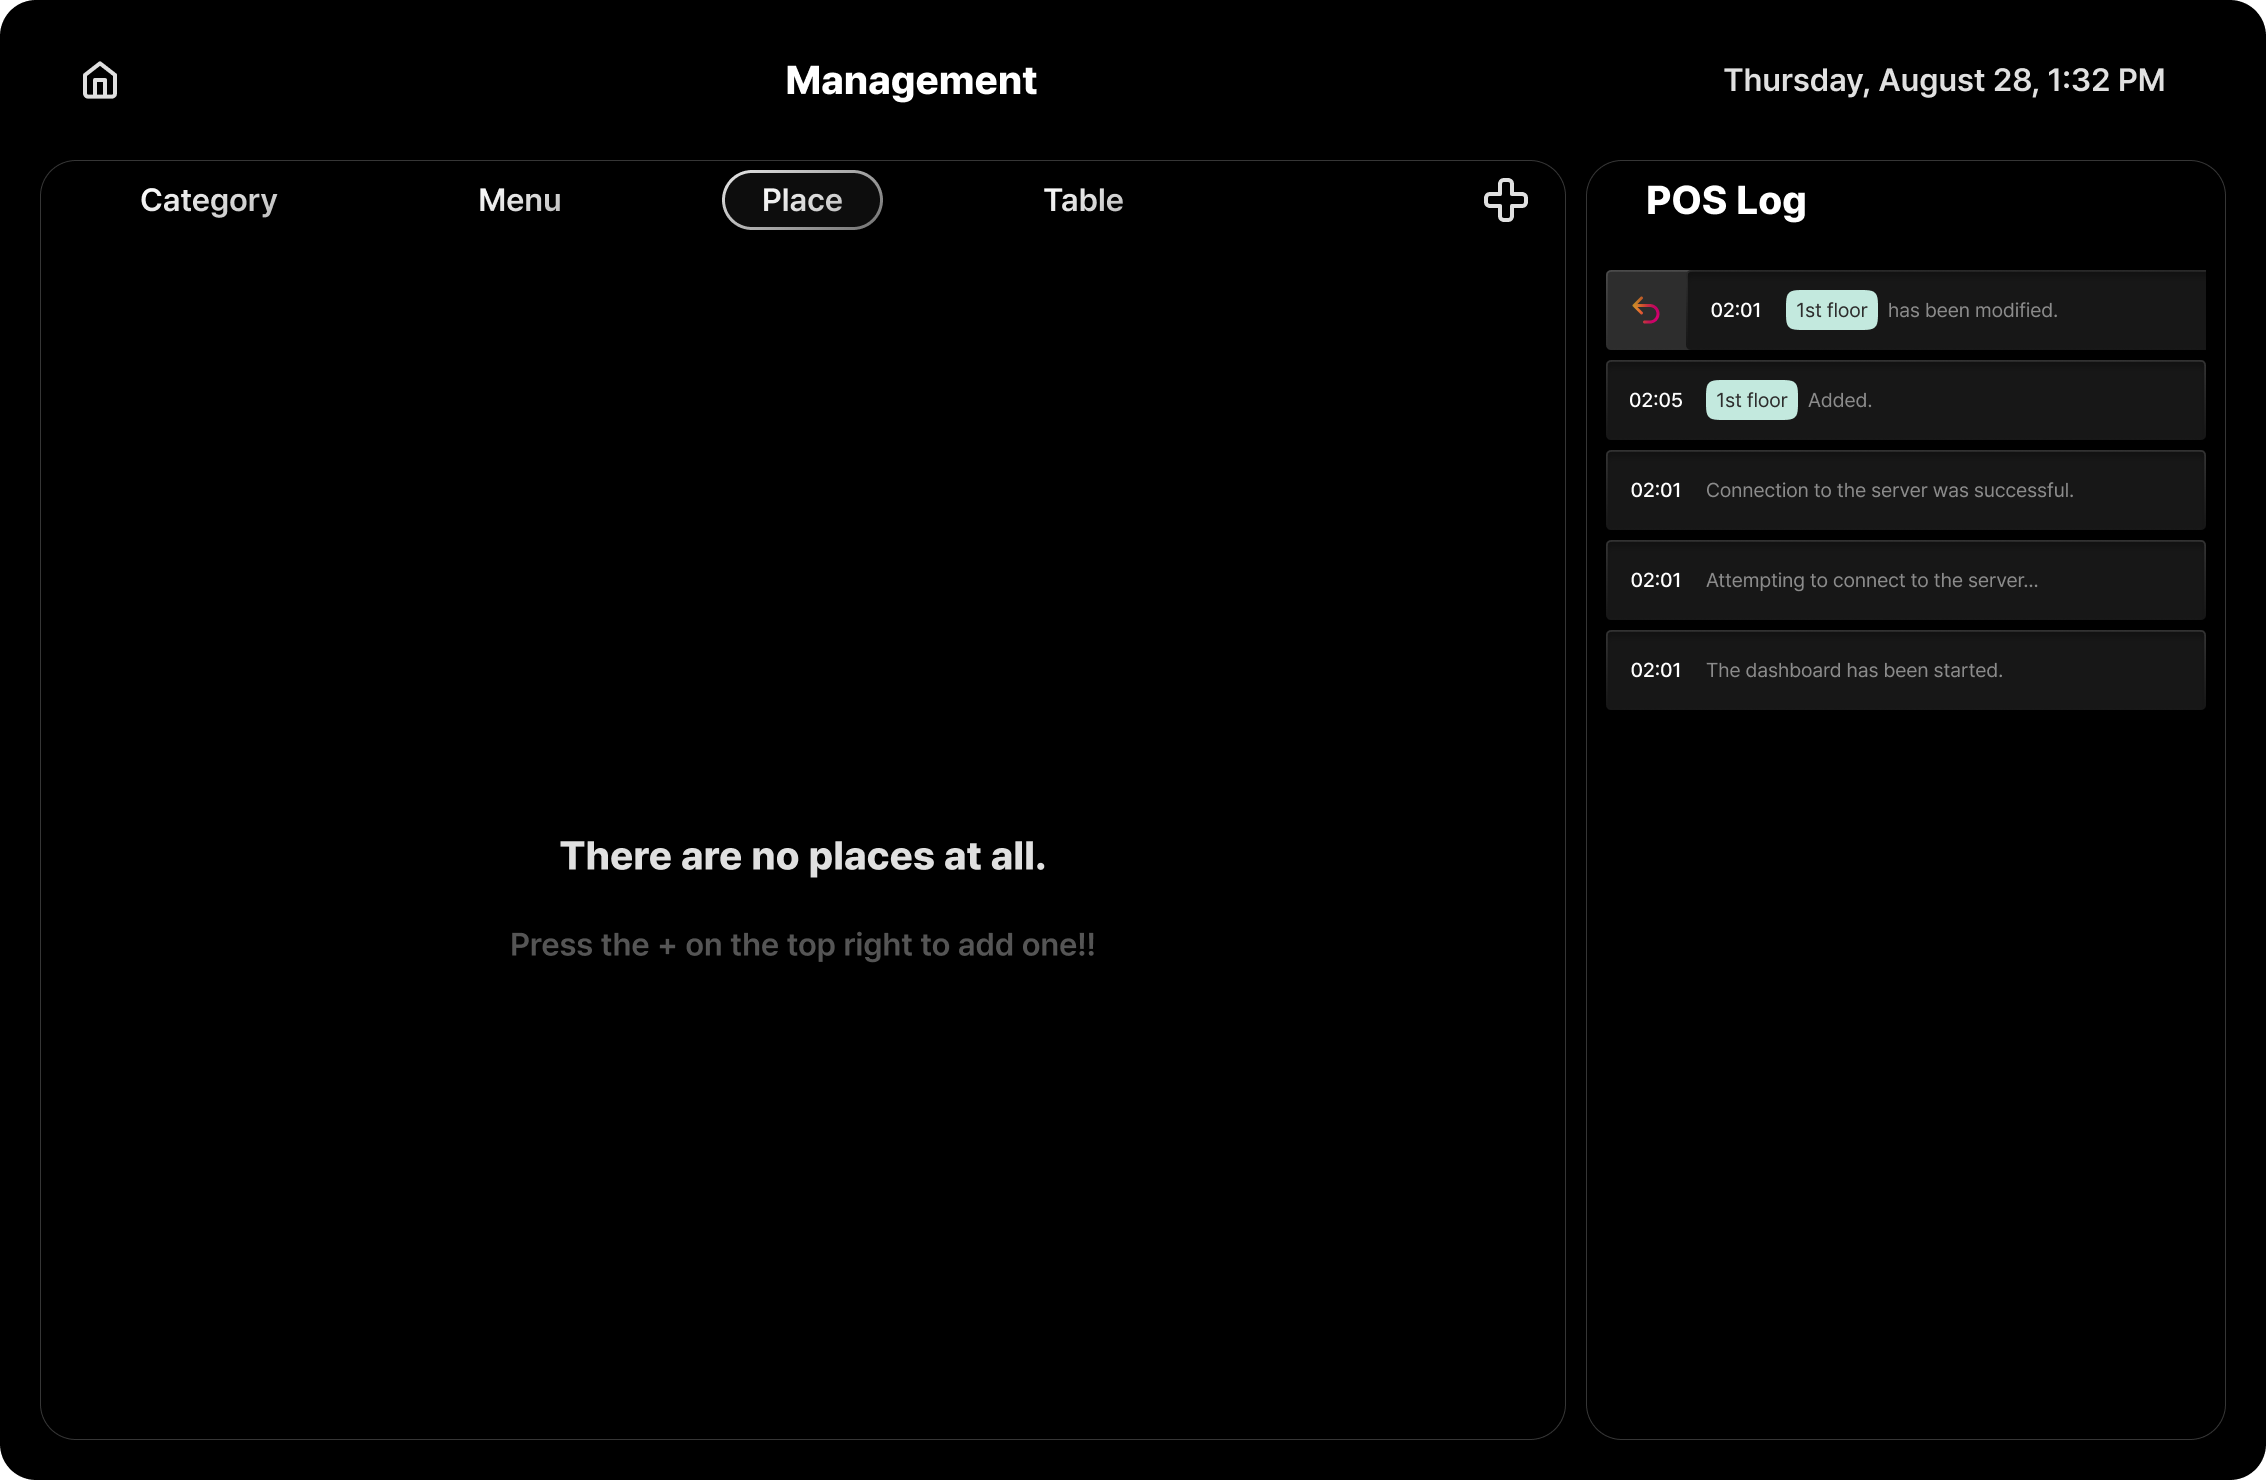 Management
Thursday, August 28, 1:32 PM
Category
Menu
Place
Table
There are no places at all.
Press the + on the top right to add one!!
POS Log
02:01 1st floor has been modified.
02:05 1st floor Added.
02:01 Connection to the server was successful.
02:01 Attempting to connect to the server...
02:01 The dashboard has been started.